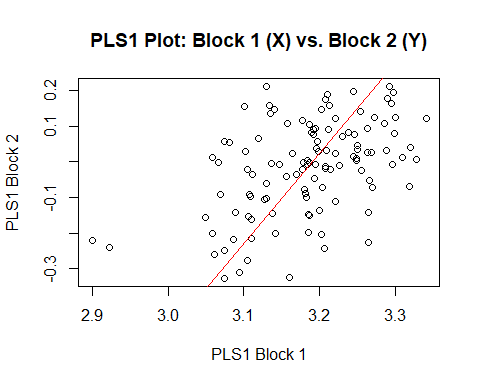 PLS1 Plot: Block 1 (X) vs. Block 2 (Y)
PLS1 Block 2
0.2
0.1
-0.1
-0.3
2.9 3.0 3.1 3.2 3.3
PLS1 Block 1